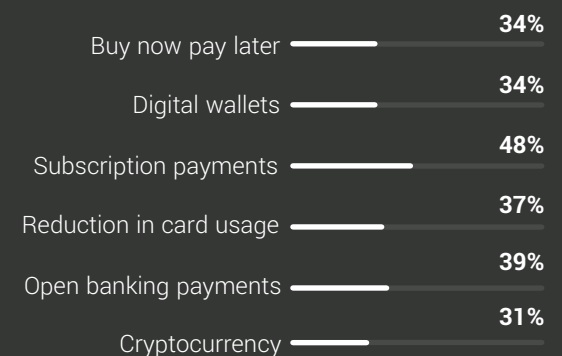 34%
Buy now pay later
34%
Digital wallets
48%
Subscription payments
37%
Reduction in card usage
39%
Open banking payments
31%
Cryptocurrency